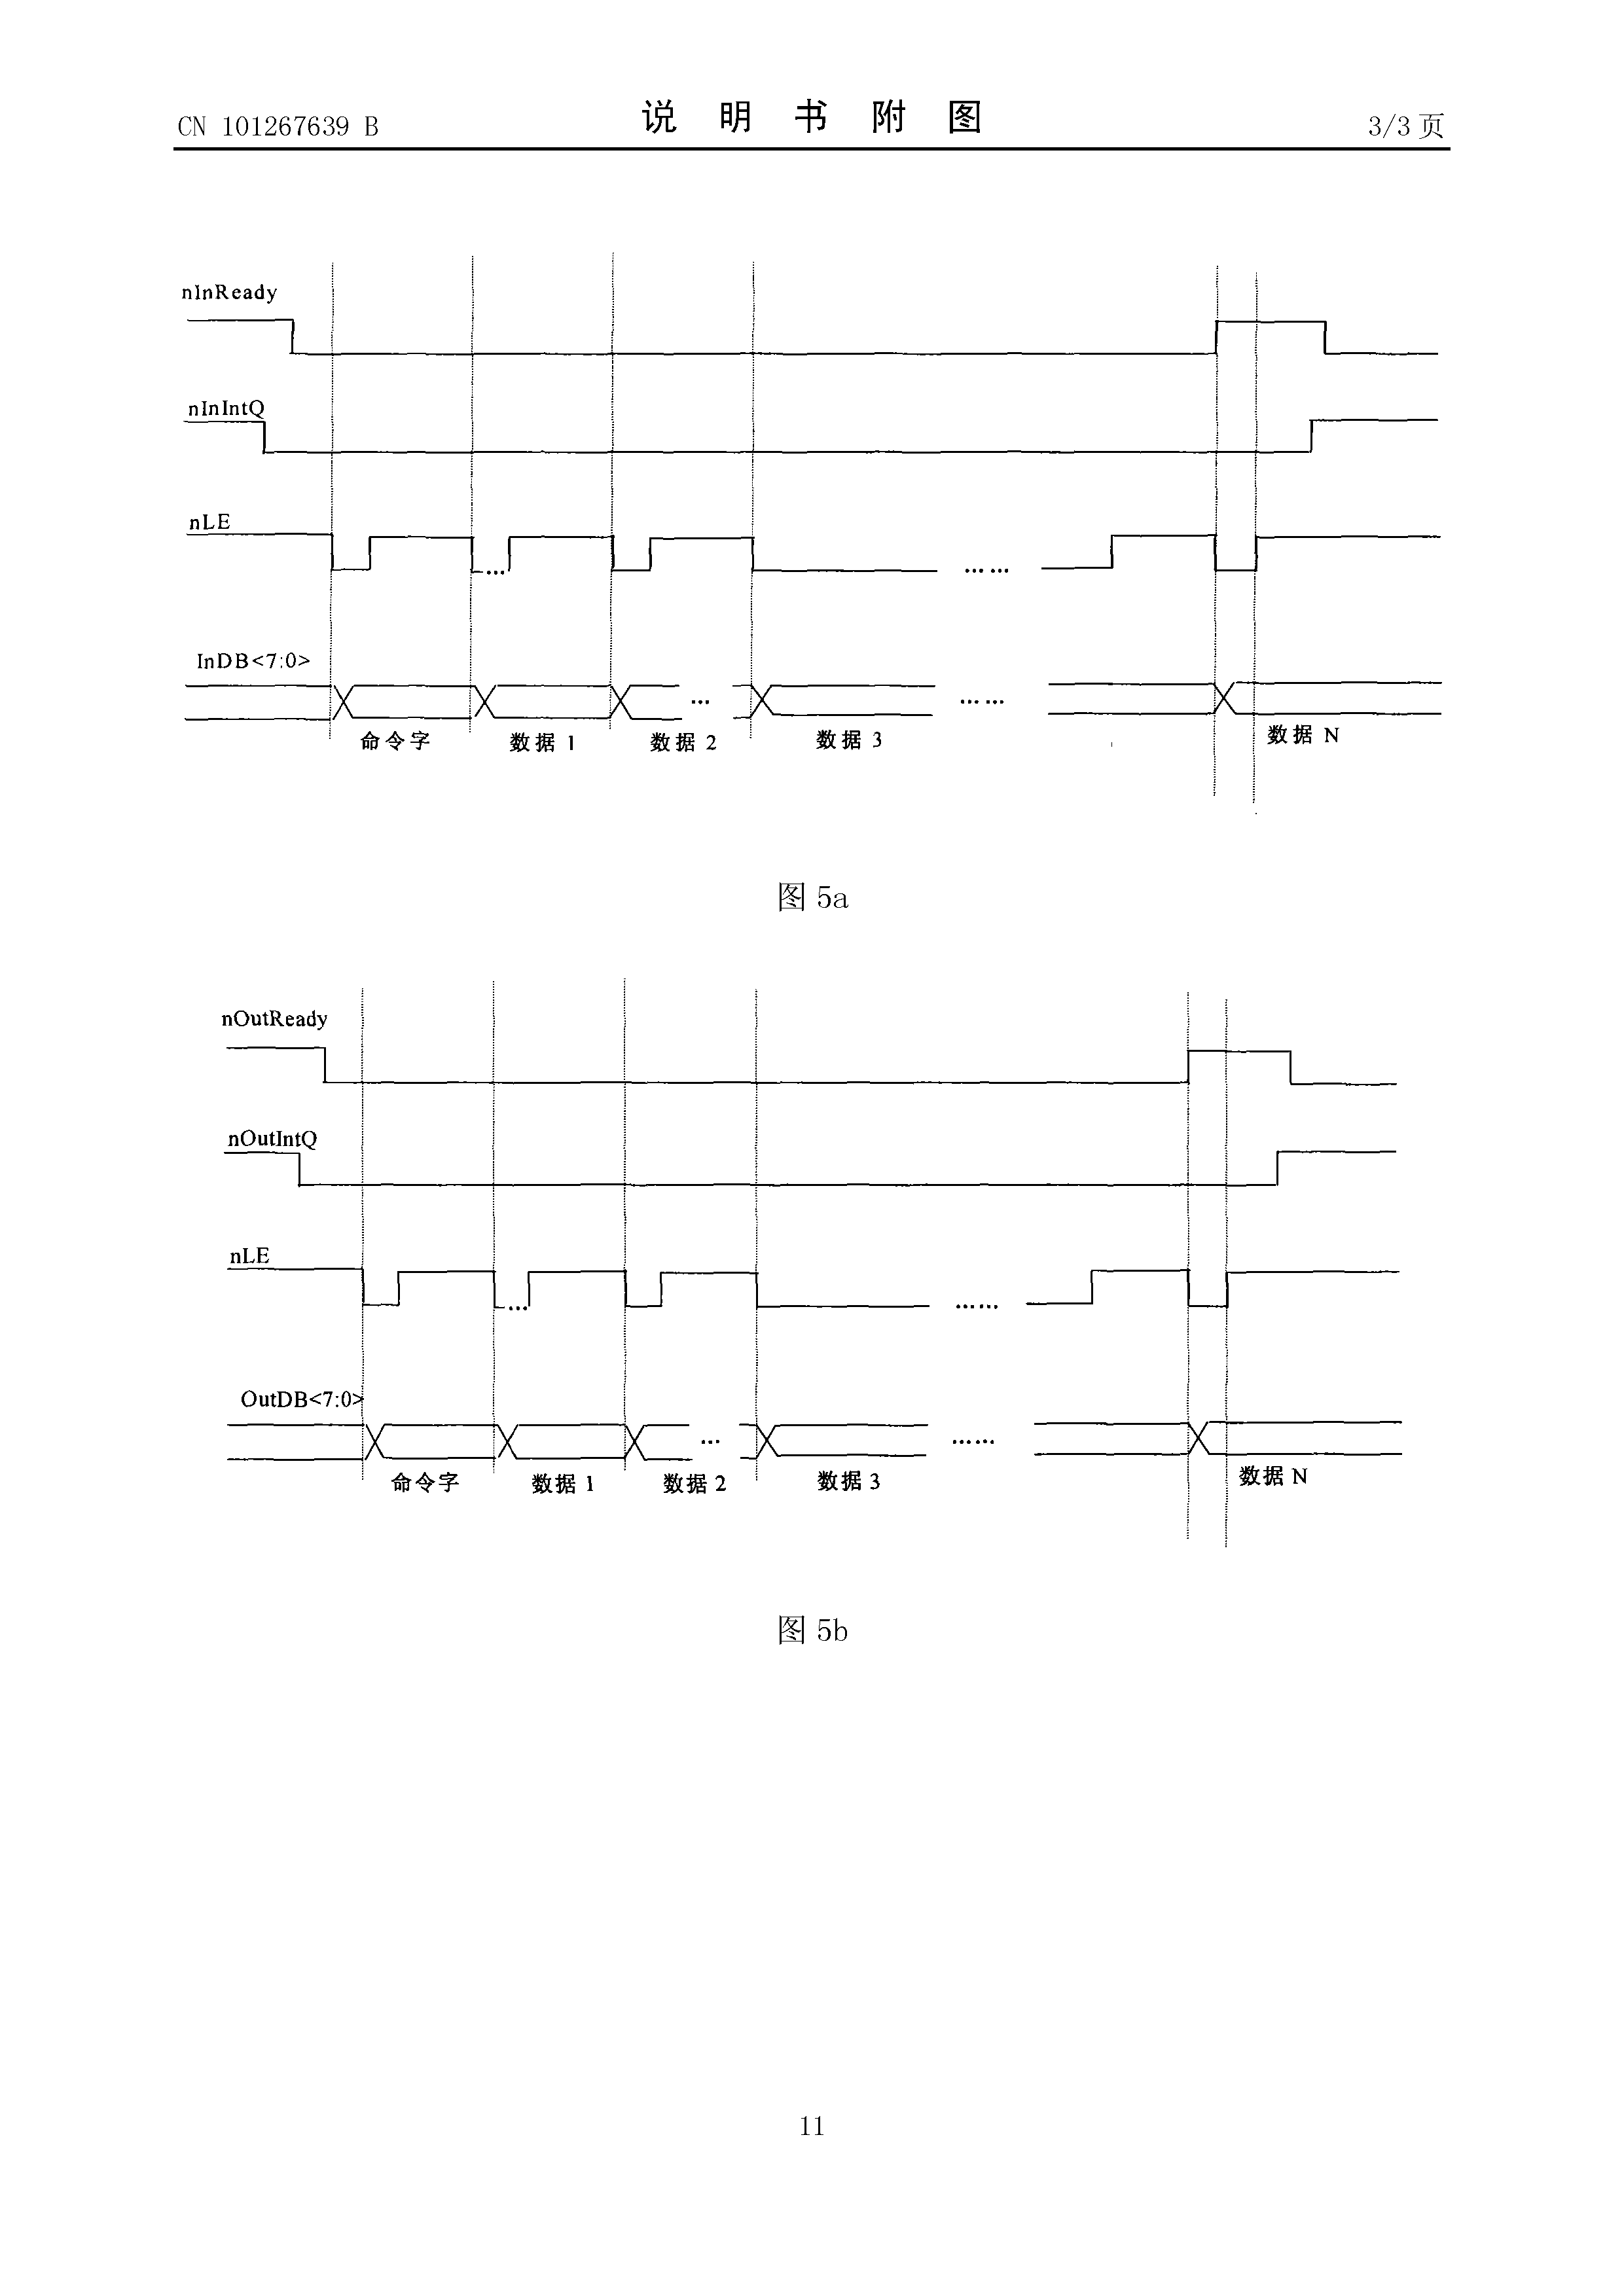 CN 101267639 B 说 明 书 附 图 3/3 页
nInReady
nInIntQ
nLE
... ... ...
InDB<7:0>
... ... ...
命令字 数据 1 数据 2 数据 3 数据 N
图 5a
nOutReady
nOutIntQ
nLE
... ... ...
OutDB<7:0>
... ... ...
命令字 数据 1 数据 2 数据 3 数据 N
图 5b
11